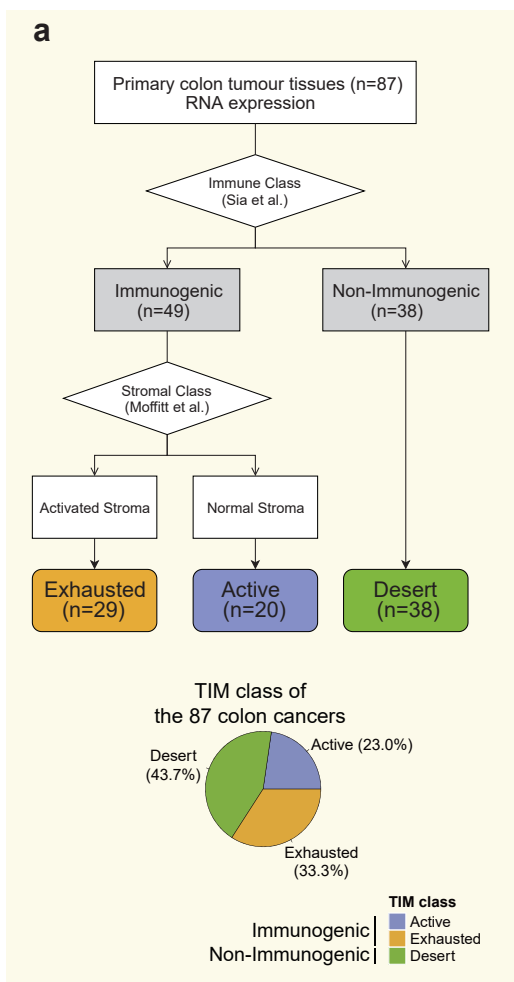 a
Primary colon tumour tissues (n=87)
RNA expression
Immune Class
(Sia et al.)
Immunogenic
(n=49)
Non-Immunogenic
(n=38)
Stromal Class
(Moffitt et al.)
Activated Stroma
Normal Stroma
Exhausted
(n=29)
Active
(n=20)
Desert
(n=38)
TIM class of
the 87 colon cancers
Active (23.0%)
Desert
(43.7%)
Exhausted
(33.3%)
TIM class
Immunogenic
Active
Exhausted
Non-Immunogenic
Desert